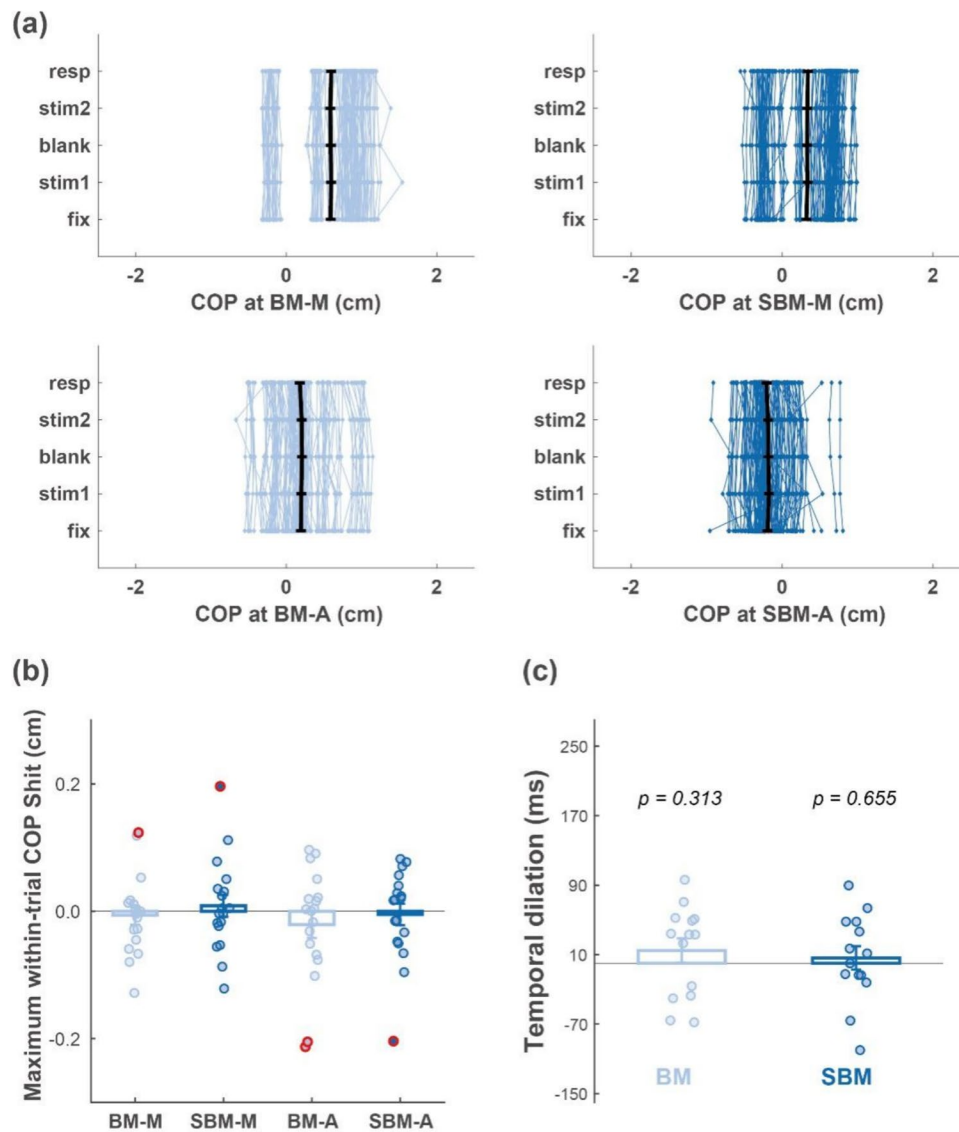 (a)
resp
stim2
blank
stim1
fix
-2 0 2
COP at BM-M (cm)
resp
stim2
blank
stim1
fix
-2 0 2
COP at SBM-M (cm)
resp
stim2
blank
stim1
fix
-2 0 2
COP at BM-A (cm)
resp
stim2
blank
stim1
fix
-2 0 2
COP at SBM-A (cm)
(b)
Maximum within-trial COP Shit (cm)
0.2
0.0
-0.2
BM-M SBM-M BM-A SBM-A
(c)
Temporal dilation (ms)
250
170
90
10
-70
-150
p = 0.313 p = 0.655
BM SBM